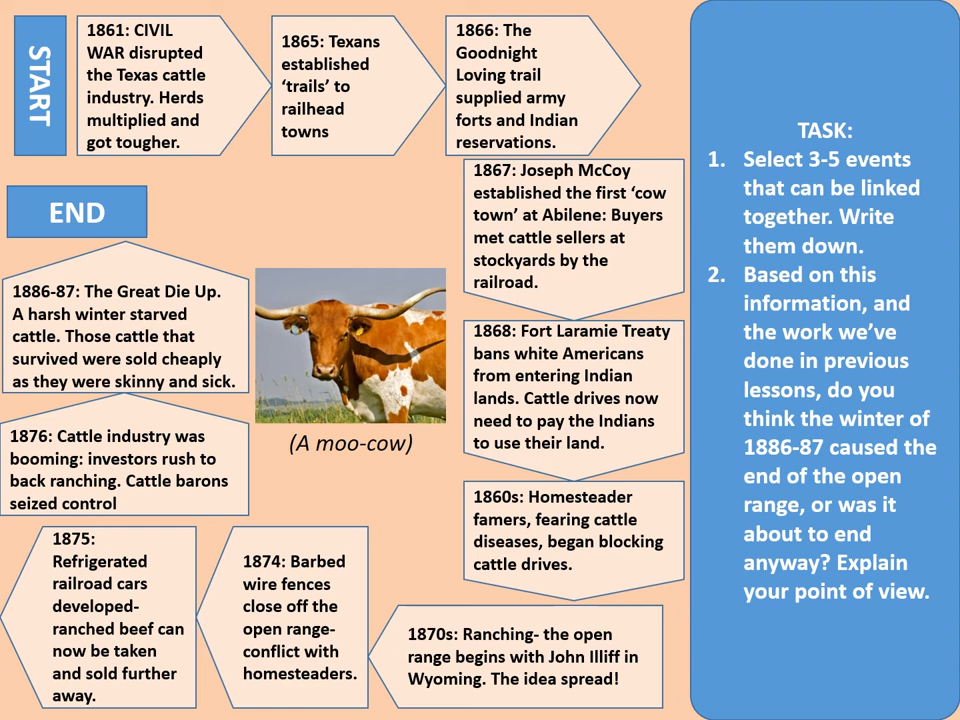 START
1861: CIVIL
WAR disrupted
the Texas cattle
industry. Herds
multiplied and
got tougher.
1865: Texans
established
‘trails’ to
railhead
towns
1866: The
Goodnight
Loving trail
supplied army
forts and Indian
reservations.
1867: Joseph McCoy
established the first ‘cow
town’ at Abilene: Buyers
met cattle sellers at
stockyards by the
railroad.
1868: Fort Laramie Treaty
bans white Americans
from entering Indian
lands. Cattle drives now
need to pay the Indians
to use their land.
1860s: Homesteader
famers, fearing cattle
diseases, began blocking
cattle drives.
1870s: Ranching- the open
range begins with John Illiff in
Wyoming. The idea spread!
1874: Barbed
wire fences
close off the
open range-
conflict with
homesteaders.
1875:
Refrigerated
railroad cars
developed-
ranched beef can
now be taken
and sold further
away.
1876: Cattle industry was
booming: investors rush to
back ranching. Cattle barons
seized control
1886-87: The Great Die Up.
A harsh winter starved
cattle. Those cattle that
survived were sold cheaply
as they were skinny and sick.
END
(A moo-cow)
TASK:
1. Select 3-5 events
that can be linked
together. Write
them down.
2. Based on this
information, and
the work we’ve
done in previous
lessons, do you
think the winter of
1886-87 caused the
end of the open
range, or was it
about to end
anyway? Explain
your point of view.